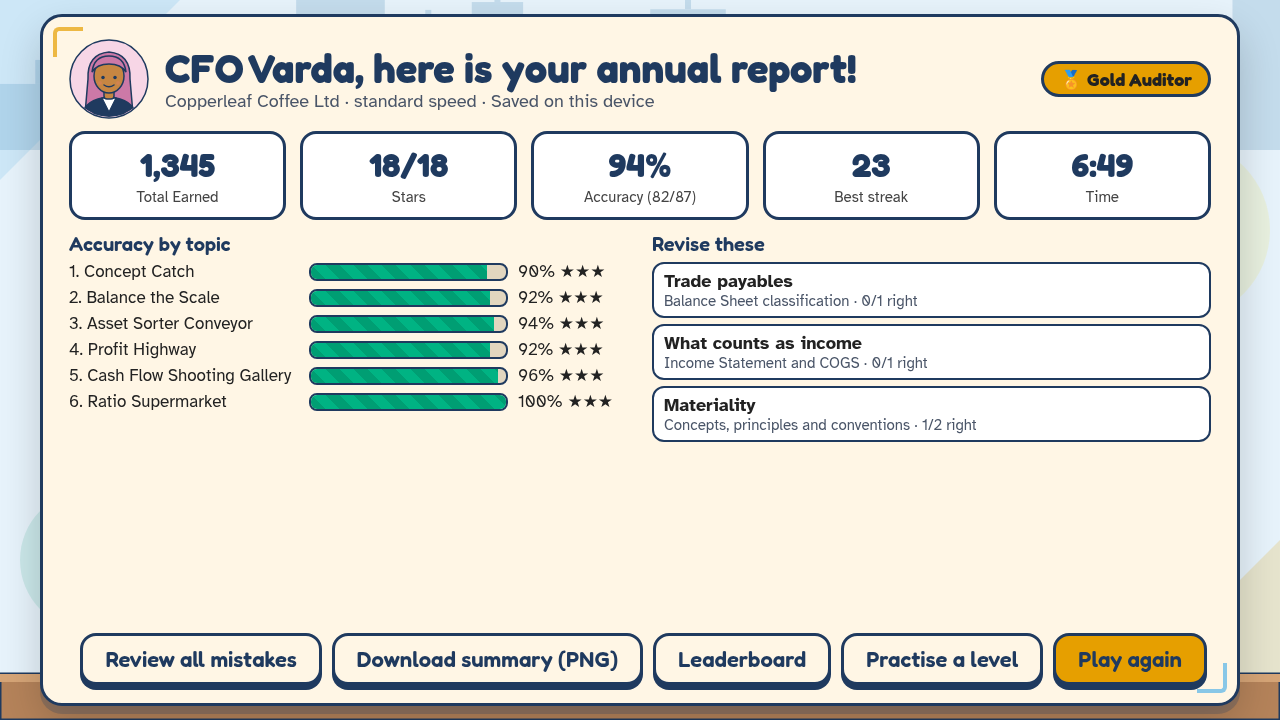 CFO Varda, here is your annual report!
Copperleaf Coffee Ltd · standard speed · Saved on this device
🏅 Gold Auditor
1,345
Total Earned
18/18
Stars
94%
Accuracy (82/87)
23
Best streak
6:49
Time
Accuracy by topic
1. Concept Catch 90% ★★★
2. Balance the Scale 92% ★★★
3. Asset Sorter Conveyor 94% ★★★
4. Profit Highway 92% ★★★
5. Cash Flow Shooting Gallery 96% ★★★
6. Ratio Supermarket 100% ★★★
Revise these
Trade payables
Balance Sheet classification · 0/1 right
What counts as income
Income Statement and COGS · 0/1 right
Materiality
Concepts, principles and conventions · 1/2 right
Review all mistakes
Download summary (PNG)
Leaderboard
Practise a level
Play again